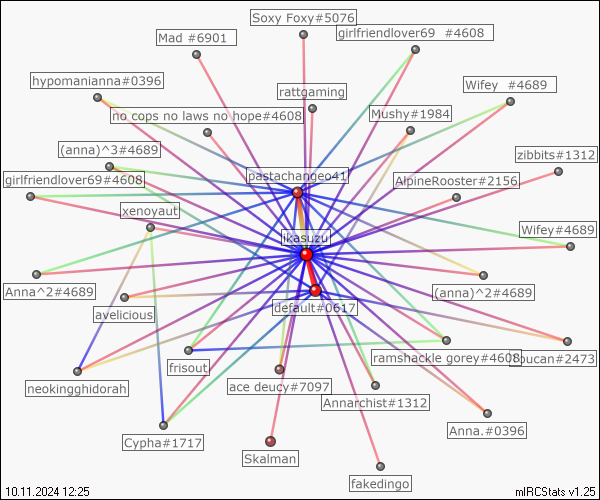 Soxy Foxy#5076
Mad #6901
girlfriendlover69 #4608
hypomanianna#0396
rattgaming
Wifey #4689
no cops no laws no hope#4608
Mushy#1984
(anna)^3#4689
zibbits#1312
girlfriendlover69#4608
pastachangeo41
AlpineRooster#2156
xenoyaut
jkasuzu
Wifey#4689
Anna^2#4689
(anna)^2#4689
avelicious
default#0617
frisout
ramshackle gorey#4608
#2473
neokingghidorah
ace deucy#7097
Annarchist#1312
Cypha#1717
Anna.#0396
Skalman
fakedingo
10.11.2024 12:25
mIRCStats v1.25